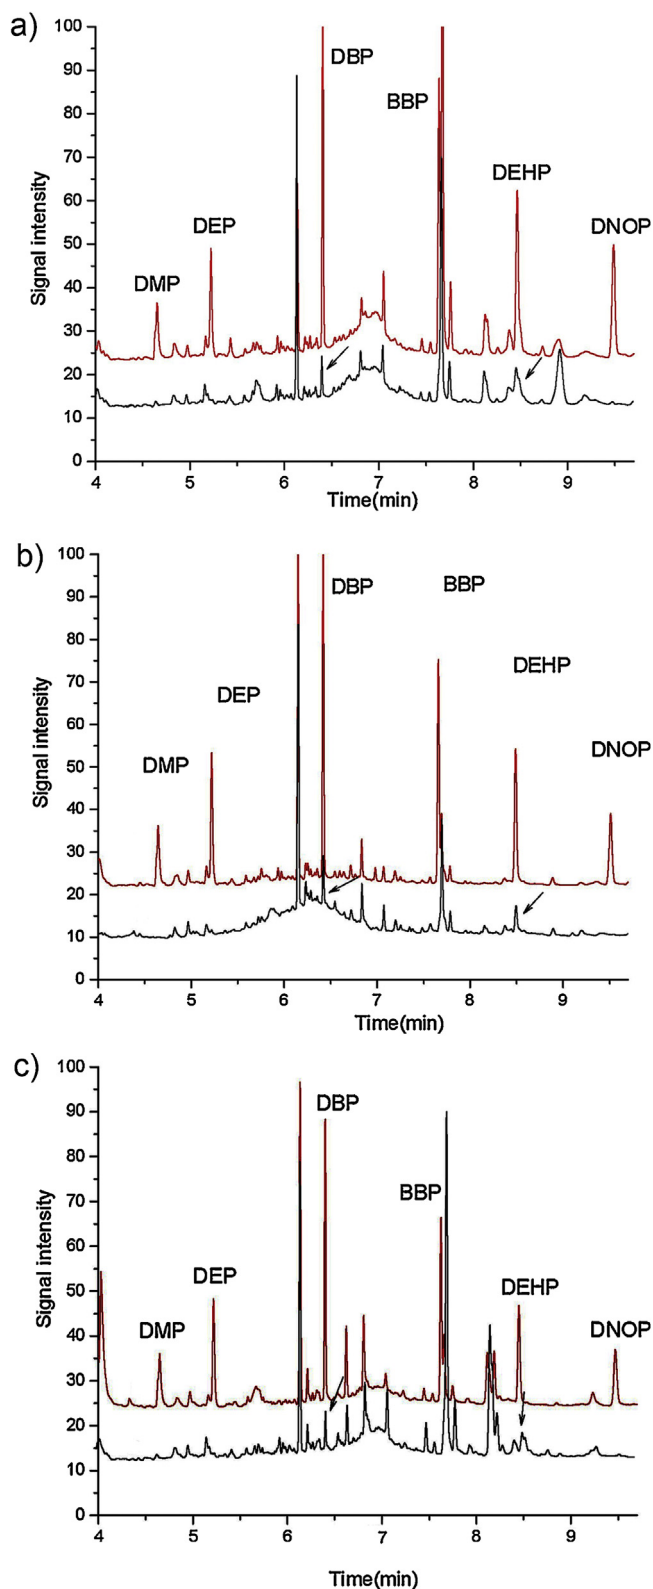 a)
100
90
80
70
60
50
40
30
20
10
0
Signal intensity
DMP
DEP
DBP
BBP
DEHP
DNOP
4 5 6 7 8 9
Time(min)
b)
100
90
80
70
60
50
40
30
20
10
0
Signal intensity
DMP
DEP
DBP
BBP
DEHP
DNOP
4 5 6 7 8 9
Time(min)
c)
100
90
80
70
60
50
40
30
20
10
0
Signal intensity
DMP
DEP
DBP
BBP
DEHP
DNOP
4 5 6 7 8 9
Time(min)